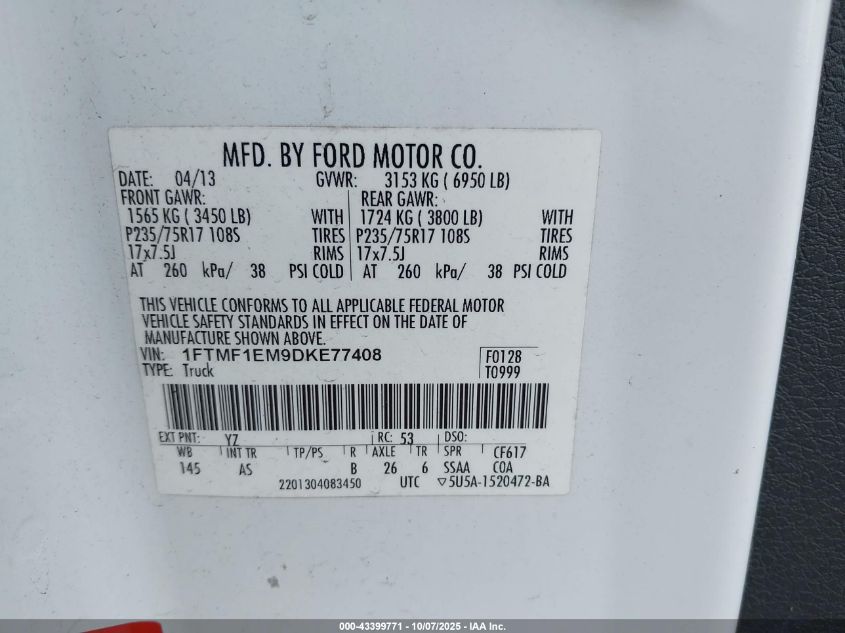 MFD. BY FORD MOTOR CO.
DATE: 04/13 GVWR: 3153 KG ( 6950 LB)
FRONT GAWR: REAR GAWR:
1565 KG ( 3450 LB) WITH 1724 KG ( 3800 LB) WITH
P235/75R17 108S TIRES P235/75R17 108S TIRES
17x7.5J RIMS 17x7.5J RIMS
AT 260 kPa/ 38 PSI COLD AT 260 kPa/ 38 PSI COLD
THIS VEHICLE CONFORMS TO ALL APPLICABLE FEDERAL MOTOR
VEHICLE SAFETY STANDARDS IN EFFECT ON THE DATE OF
MANUFACTURE SHOWN ABOVE.
VIN: 1FTMF1EM9DKE77408 F0128
TYPE: Truck T0999
EXT PNT: YZ RC: 53 DSO:
WB INT TR TP/PS R AXLE TR SPR CF617
145 AS B 26 6 SSAA COA
2201304083450 UTC ▽5U5A-1520472-BA
000-43399771 - 10/07/2025 - IAA Inc.